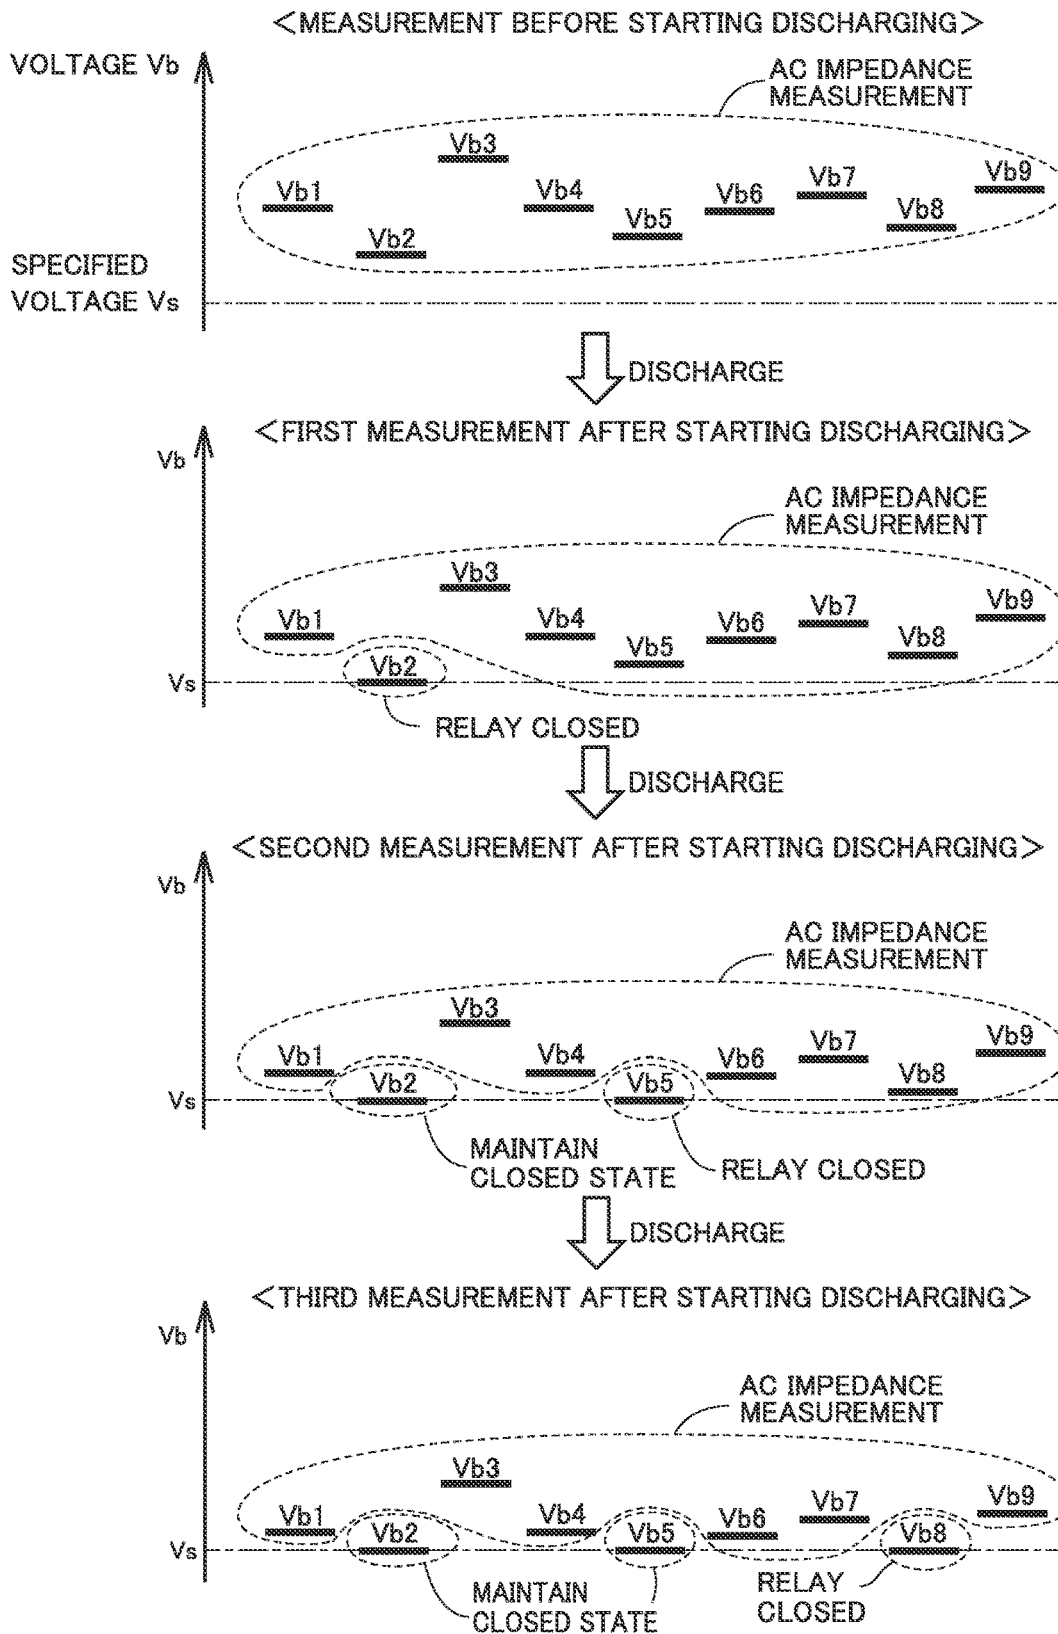 <MEASUREMENT BEFORE STARTING DISCHARGING>
VOLTAGE Vb
AC IMPEDANCE
MEASUREMENT
Vb1
Vb2
Vb3
Vb4
Vb5
Vb6
Vb7
Vb8
Vb9
SPECIFIED
VOLTAGE Vs
DISCHARGE
<FIRST MEASUREMENT AFTER STARTING DISCHARGING>
Vb
AC IMPEDANCE
MEASUREMENT
Vb1
Vb2
Vb3
Vb4
Vb5
Vb6
Vb7
Vb8
Vb9
Vs
RELAY CLOSED
DISCHARGE
<SECOND MEASUREMENT AFTER STARTING DISCHARGING>
Vb
AC IMPEDANCE
MEASUREMENT
Vb1
Vb2
Vb3
Vb4
Vb5
Vb6
Vb7
Vb8
Vb9
Vs
MAINTAIN
CLOSED STATE
RELAY CLOSED
DISCHARGE
<THIRD MEASUREMENT AFTER STARTING DISCHARGING>
Vb
AC IMPEDANCE
MEASUREMENT
Vb1
Vb2
Vb3
Vb4
Vb5
Vb6
Vb7
Vb8
Vb9
Vs
MAINTAIN
CLOSED STATE
RELAY
CLOSED